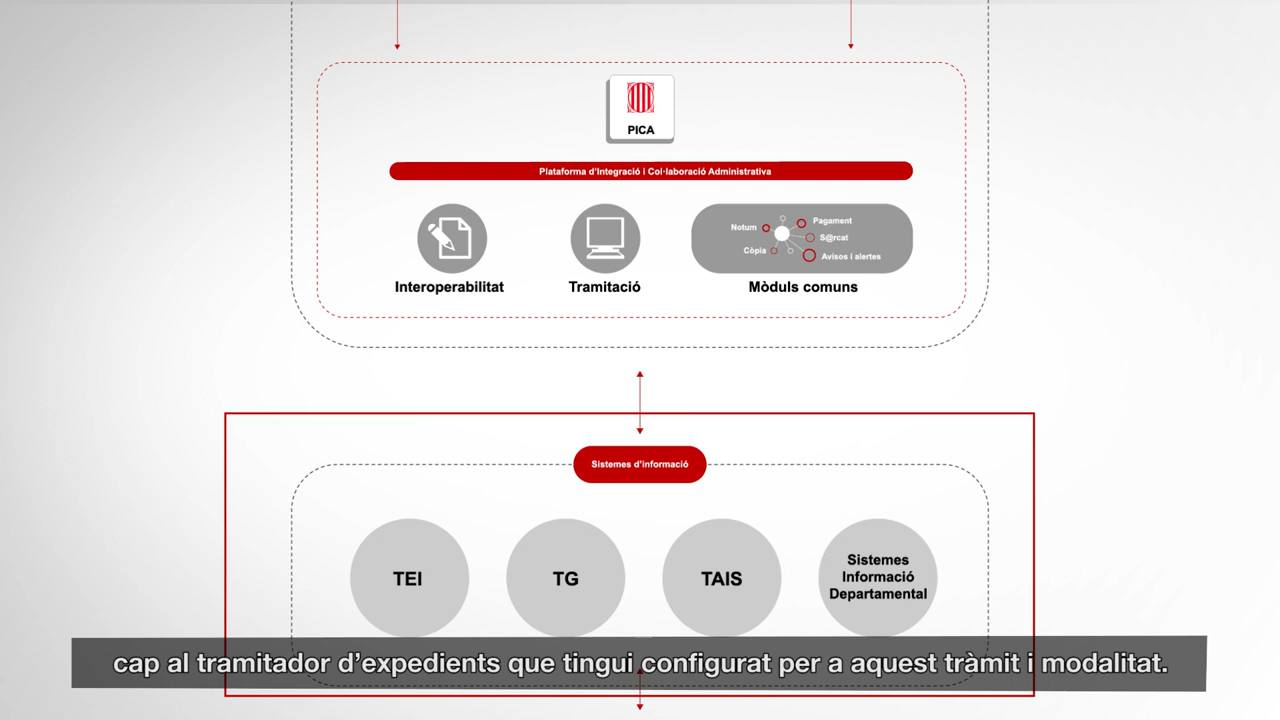 PICA
Plataforma d'Integració i Col·laboració Administrativa
Notum
Pagament
S@rcat
Còpia
Avisos i alertes
Interoperabilitat
Tramitació
Mòduls comuns
Sistemes d'informació
TEI
TG
TAIS
Sistemes
Informació
Departamental
cap al tramitador d'expedients que tingui configurat per a aquest tràmit i modalitat.